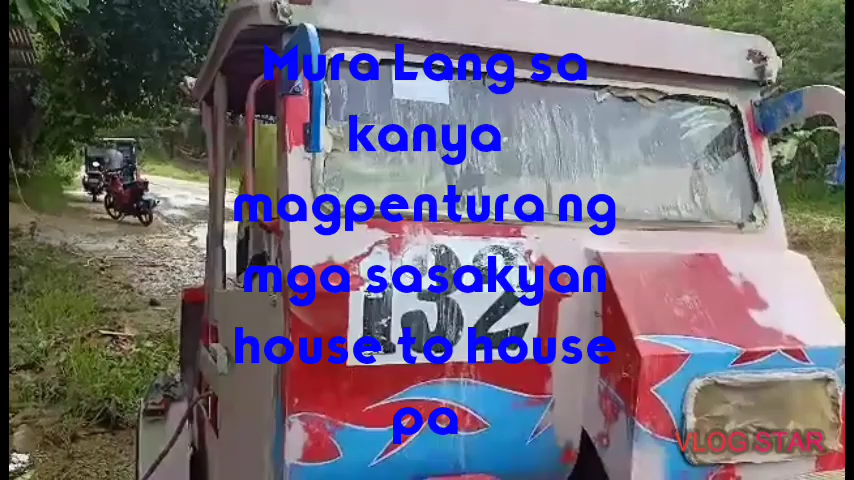 Mura Lang sa
kanya
magpentura ng
mga sasakyan
132
house to house
pa
VLOG STAR